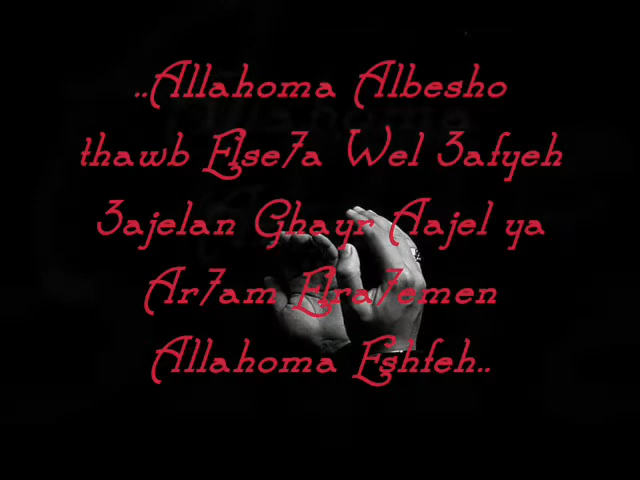 ..Allahoma Albesho
thawb Else7a Wel 3afyeh
3ajelan Ghayr Aajel ya
Ar7am Elra7emen
Allahoma Eshfeh..